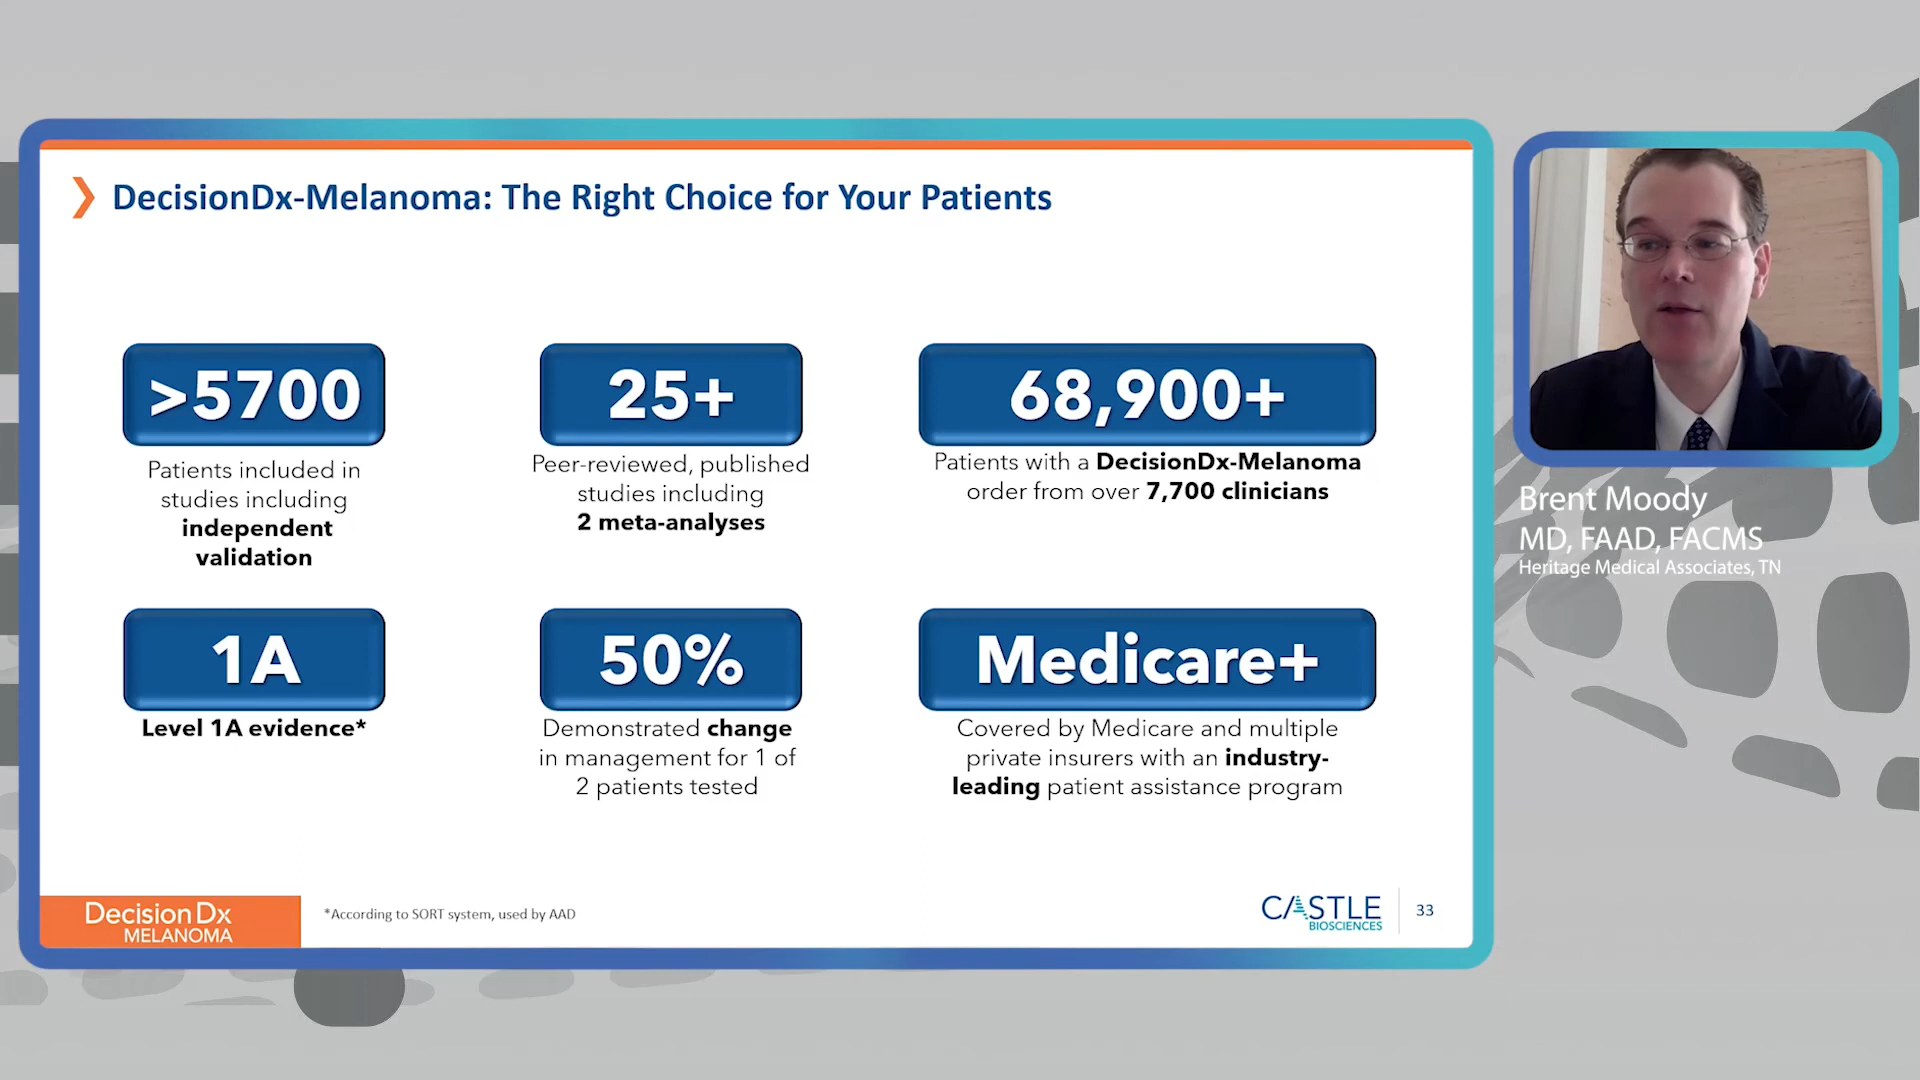 DecisionDx-Melanoma: The Right Choice for Your Patients
>5700
Patients included in
studies including
independent
validation
25+
Peer-reviewed, published
studies including
2 meta-analyses
68,900+
Patients with a DecisionDx-Melanoma
order from over 7,700 clinicians
1A
Level 1A evidence*
50%
Demonstrated change
in management for 1 of
2 patients tested
Medicare+
Covered by Medicare and multiple
private insurers with an industry-
leading patient assistance program
DecisionDx
MELANOMA
*According to SORT system, used by AAD
CASTLE
BIOSCIENCES
33
Brent Moody
MD, FAAD, FACMS
Heritage Medical Associates, TN